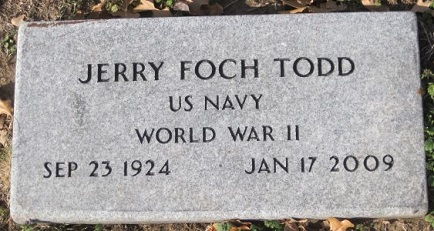 JERRY FOCH TODD
US NAVY
WORLD WAR II
SEP 23 1924 JAN 17 2009